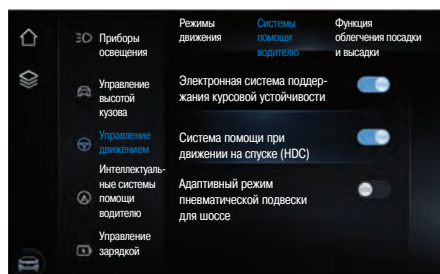 Приборы
освещения
Управление
высотой
кузова
Управление
движением
Интеллектуаль-
ные системы
помощи
водителю
Управление
зарядкой
Режимы
движения
Системы
помощи
водителю
Функция
облегчения посадки
и высадки
Электронная система поддер-
жания курсовой устойчивости
Система помощи при
движении на спуске (HDC)
Адаптивный режим
пневматической подвески
для шоссе